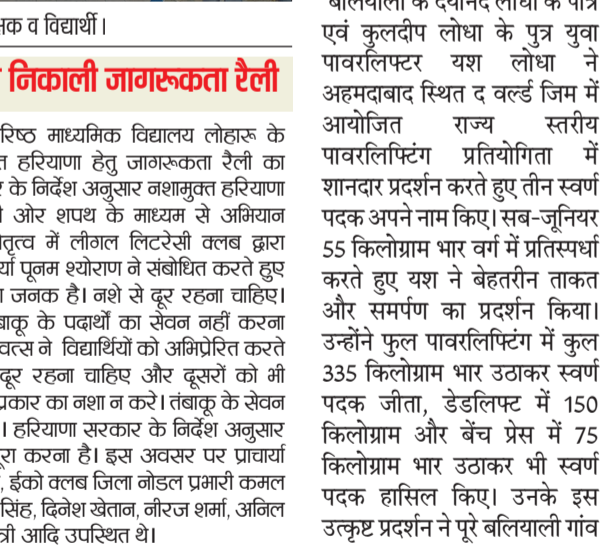 व विद्यार्थी।
निकाली जागरूकता रैली
माध्यमिक विद्यालय लोहारू के
हरियाणा हेतु जागरूकता रैली का
के निर्देश अनुसार नशामुक्त हरियाणा
ओर शपथ के माध्यम से अभियान
में लीगल लिटरेसी क्लब द्वारा
पूनम श्योराण ने संबोधित करते हुए
जनक है। नशे से दूर रहना चाहिए।
के पदार्थों का सेवन नहीं करना
ने विद्यार्थियों को अभिप्रेरित करते
दूर रहना चाहिए और दूसरों को भी
का नशा न करे। तंबाकू के सेवन
। हरियाणा सरकार के निर्देश अनुसार
करना है। इस अवसर पर प्राचार्या
, ईको क्लब जिला नोडल प्रभारी कमल
सिंह, दिनेश खेतान, नीरज शर्मा, अनिल
आदि उपस्थित थे।
बलियाली के दयानंद लोधा के पौत्र
एवं कुलदीप लोधा के पुत्र युवा
पावरलिफ्टर यश लोधा ने
अहमदाबाद स्थित द वर्ल्ड जिम में
आयोजित राज्य स्तरीय
पावरलिफ्टिंग प्रतियोगिता में
शानदार प्रदर्शन करते हुए तीन स्वर्ण
पदक अपने नाम किए। सब-जूनियर
55 किलोग्राम भार वर्ग में प्रतिस्पर्धा
करते हुए यश ने बेहतरीन ताकत
और समर्पण का प्रदर्शन किया।
उन्होंने फुल पावरलिफ्टिंग में कुल
335 किलोग्राम भार उठाकर स्वर्ण
पदक जीता, डेडलिफ्ट में 150
किलोग्राम और बेंच प्रेस में 75
किलोग्राम भार उठाकर भी स्वर्ण
पदक हासिल किए। उनके इस
उत्कृष्ट प्रदर्शन ने पूरे बलियाली गांव